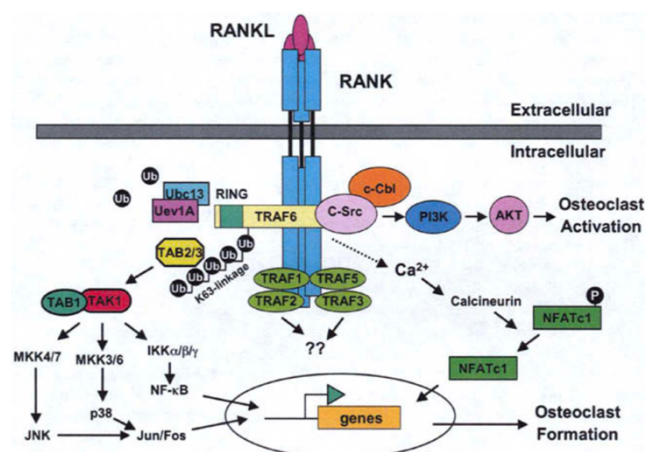 RANKL
RANK
Extracellular
Intracellular
Ub
Ub
Ubc13
Uev1A
RING
TRAF6
C-Src
c-Cbl
PI3K
AKT
Osteoclast
Activation
TAB2/3
Ub
Ub
Ub
Ub
Ub
K63-linkage
TRAF1
TRAF5
TRAF2
TRAF3
??
Ca²⁺
Calcineurin
P
NFATc1
NFATc1
TAB1
TAK1
MKK4/7
MKK3/6
IKKα/β/γ
NF-κB
p38
JNK
Jun/Fos
genes
Osteoclast
Formation